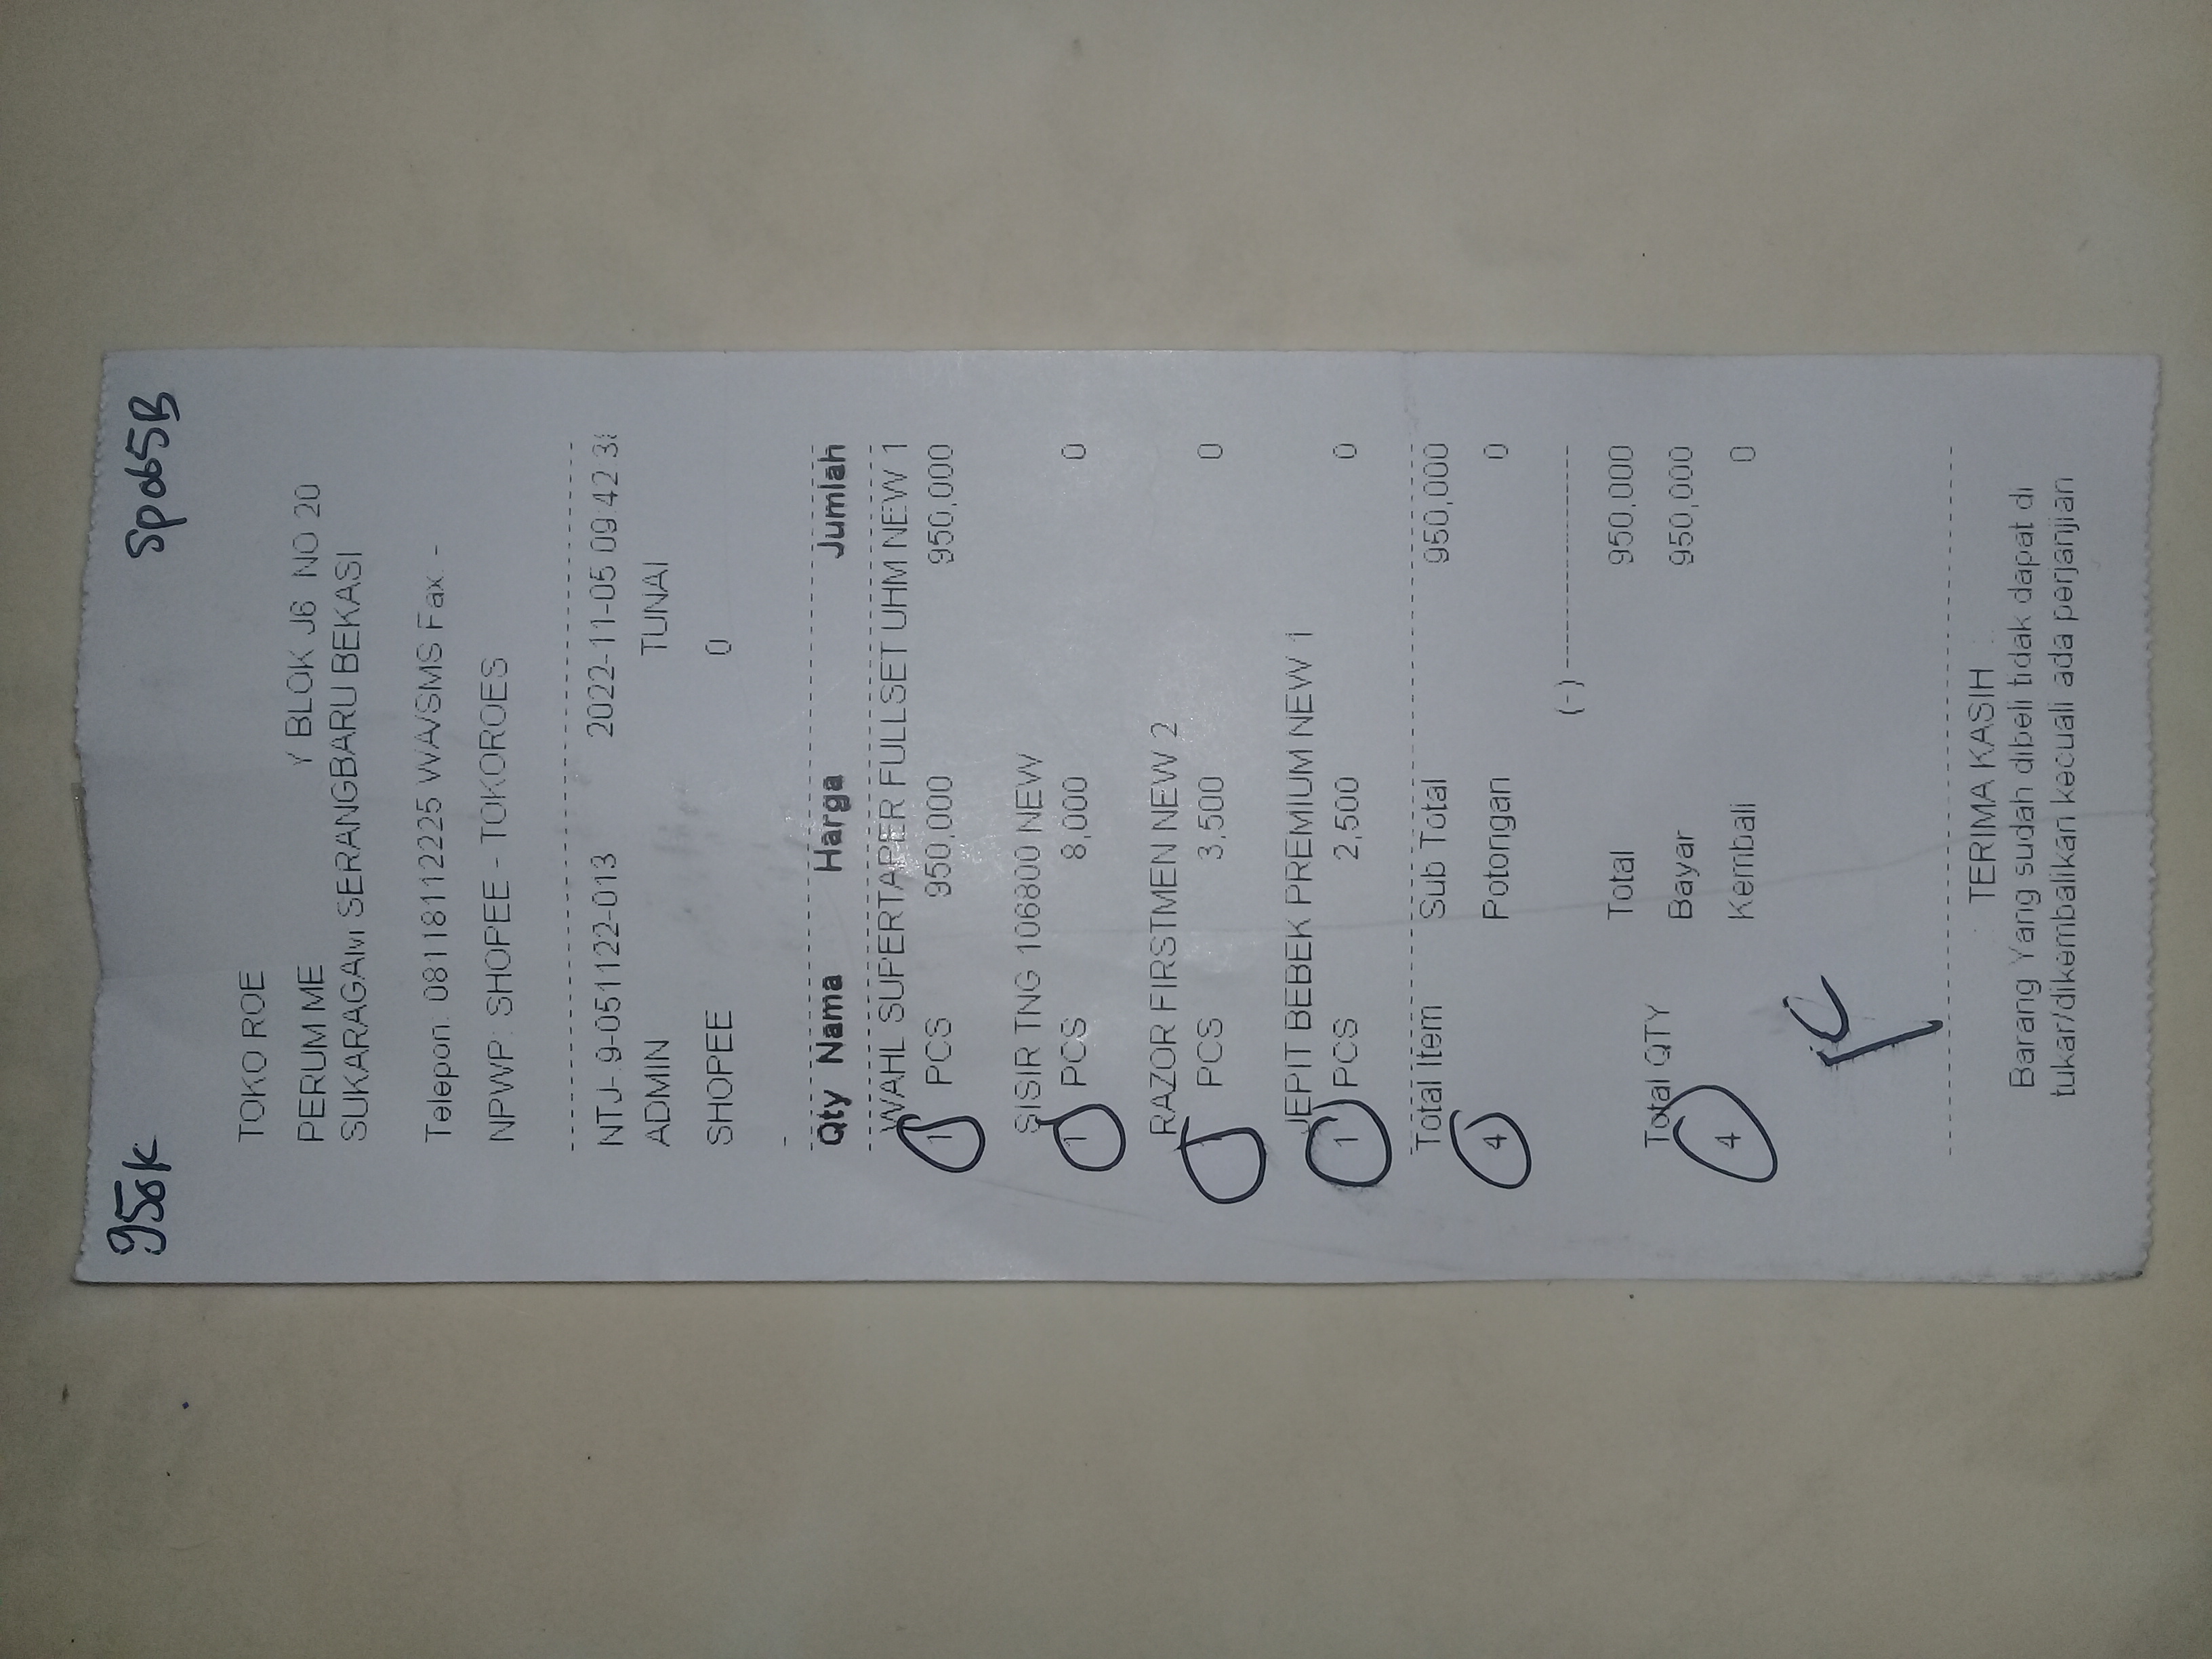 950K Sp065B
TOKO ROE
PERUM ME Y BLOK J6 NO 20
SUKARAGAM SERANGBARU BEKASI
Telepon: 08118112225 WA/SMS Fax: -
NPWP: SHOPEE - TOKOROES
NTJ- 9-051122-013 2022-11-05 09:42:38
ADMIN TUNAI
SHOPEE 0
-
Qty Nama Harga Jumlah
WAHL SUPERTAPER FULLSET UHM NEW 1
1 PCS 950,000 950,000
SISIR TNG 106800 NEW
1 PCS 8,000 0
RAZOR FIRSTMEN NEW 2
PCS 3,500 0
JEPIT BEBEK PREMIUM NEW 1
1 PCS 2,500 0
Total Item Sub Total 950,000
4 Potongan 0
(-) ------------------
Total 950,000
Total QTY
Bayar 950,000
4
Kembali 0
TERIMA KASIH
Barang Yang sudah dibeli tidak dapat di
tukar/dikembalikan kecuali ada perjanjian